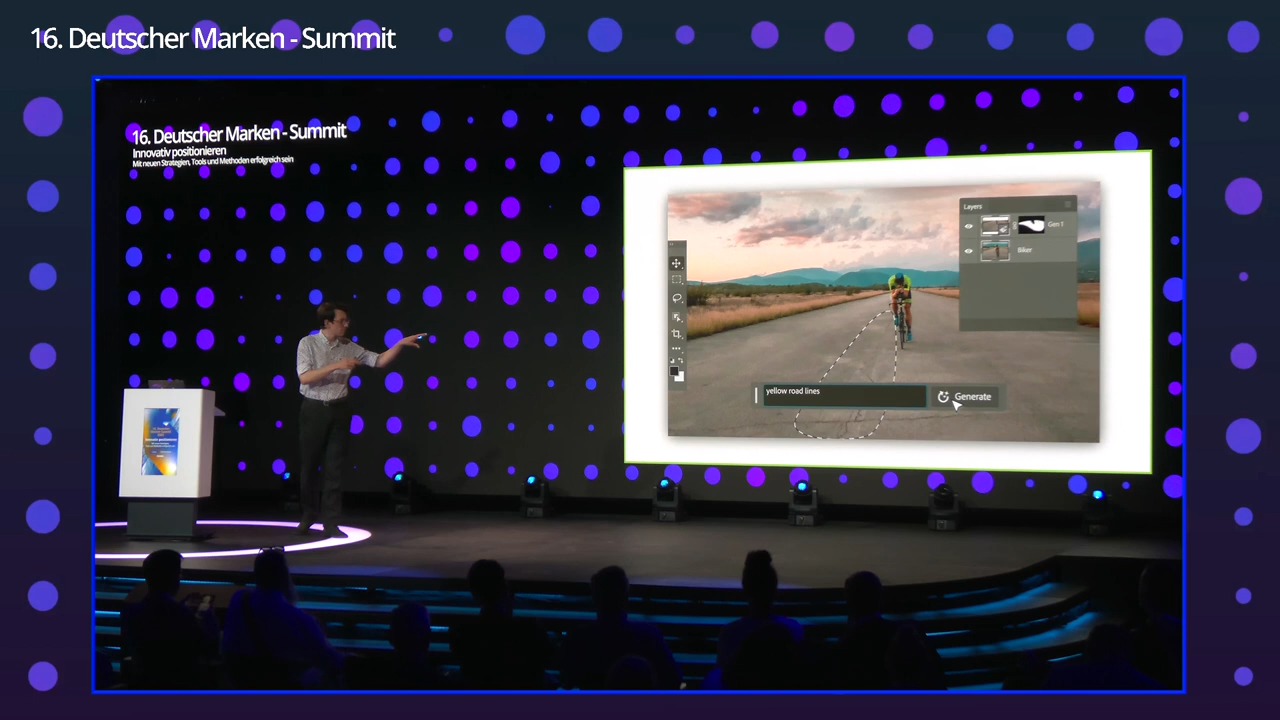 16. Deutscher Marken - Summit
16. Deutscher Marken - Summit
Innovativ positionieren
Mit neuen Strategien, Tools und Methoden erfolgreich sein
Layers
Gen 1
Biker
yellow road lines
Generate